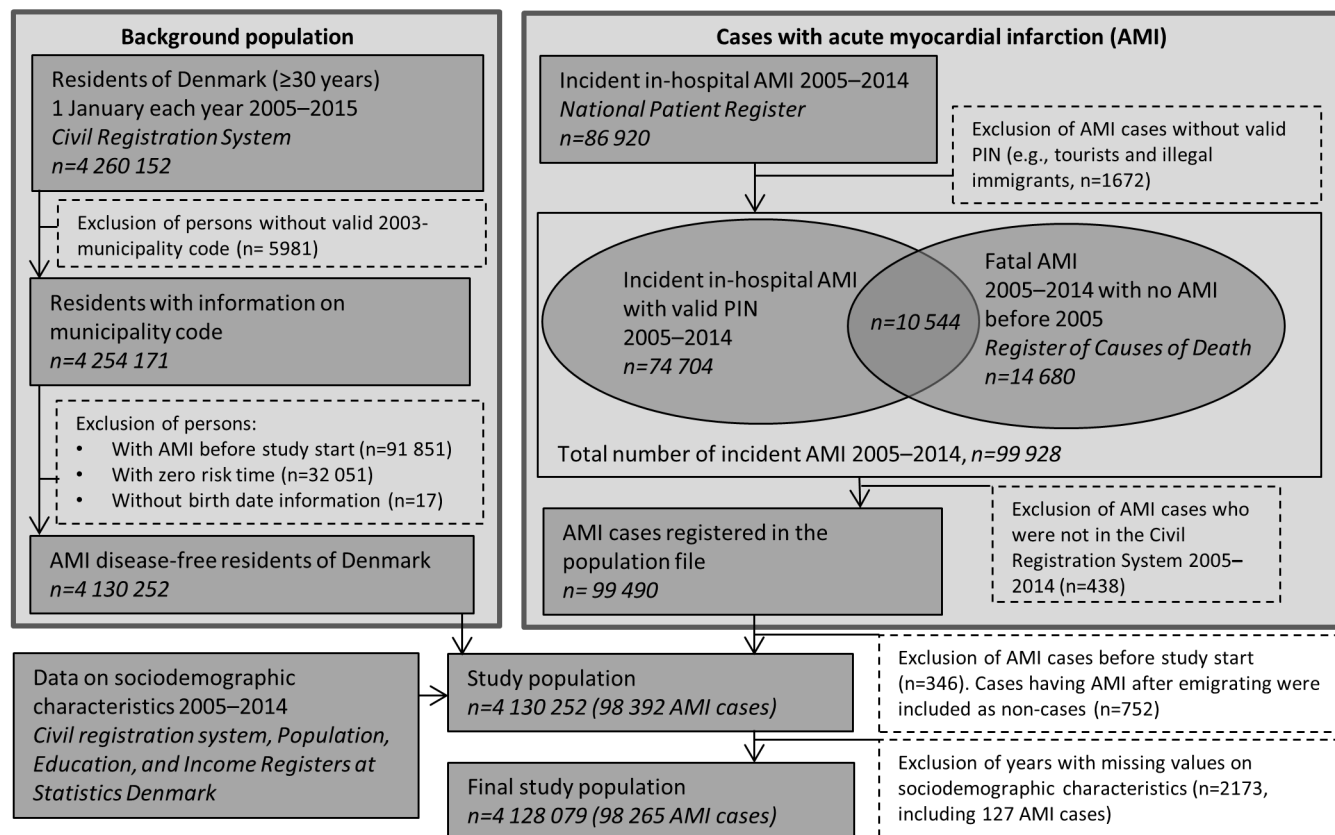 Background population
Residents of Denmark (≥30 years)
1 January each year 2005–2015
Civil Registration System
n=4 260 152
Exclusion of persons without valid 2003-
municipality code (n= 5981)
Residents with information on
municipality code
n=4 254 171
Exclusion of persons:
• With AMI before study start (n=91 851)
• With zero risk time (n=32 051)
• Without birth date information (n=17)
AMI disease-free residents of Denmark
n=4 130 252
Cases with acute myocardial infarction (AMI)
Incident in-hospital AMI 2005–2014
National Patient Register
n=86 920
Exclusion of AMI cases without valid
PIN (e.g., tourists and illegal
immigrants, n=1672)
Incident in-hospital AMI
with valid PIN
2005–2014
n=74 704
n=10 544
Fatal AMI
2005–2014 with no AMI
before 2005
Register of Causes of Death
n=14 680
Total number of incident AMI 2005–2014, n=99 928
Exclusion of AMI cases who
were not in the Civil
Registration System 2005–
2014 (n=438)
AMI cases registered in the
population file
n= 99 490
Data on sociodemographic
characteristics 2005–2014
Civil registration system, Population,
Education, and Income Registers at
Statistics Denmark
Study population
n=4 130 252 (98 392 AMI cases)
Exclusion of AMI cases before study start
(n=346). Cases having AMI after emigrating were
included as non-cases (n=752)
Final study population
n=4 128 079 (98 265 AMI cases)
Exclusion of years with missing values on
sociodemographic characteristics (n=2173,
including 127 AMI cases)